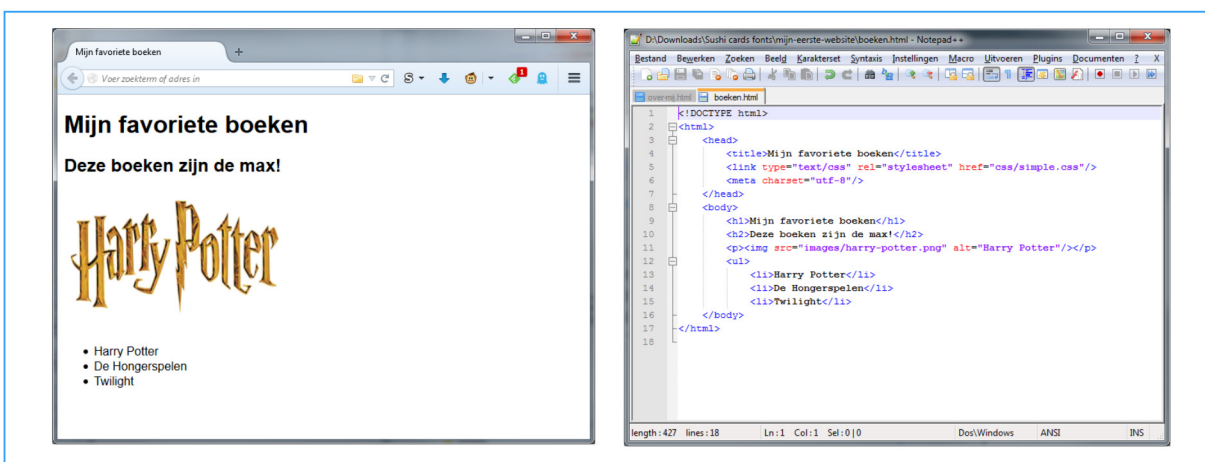 Mijn favoriete boeken
Voer zoekterm of adres in
S
1
Mijn favoriete boeken
Deze boeken zijn de max!
Harry Potter
Harry Potter
De Hongerspelen
Twilight
D:\Downloads\Sushi cards fonts\mijn-eerste-website\boeken.html - Notepad++
Bestand Bewerken Zoeken Beeld Karakterset Syntaxis Instellingen Macro Uitvoeren Plugins Documenten ? X
over-mij.html boeken.html
1 <!DOCTYPE html>
2 <html>
3 <head>
4 <title>Mijn favoriete boeken</title>
5 <link type="text/css" rel="stylesheet" href="css/simple.css"/>
6 <meta charset="utf-8"/>
7 </head>
8 <body>
9 <h1>Mijn favoriete boeken</h1>
10 <h2>Deze boeken zijn de max!</h2>
11 <p><img src="images/harry-potter.png" alt="Harry Potter"/></p>
12 <ul>
13 <li>Harry Potter</li>
14 <li>De Hongerspelen</li>
15 <li>Twilight</li>
16 </body>
17 </html>
18
length : 427 lines : 18 Ln : 1 Col : 1 Sel : 0 | 0 Dos\Windows ANSI INS